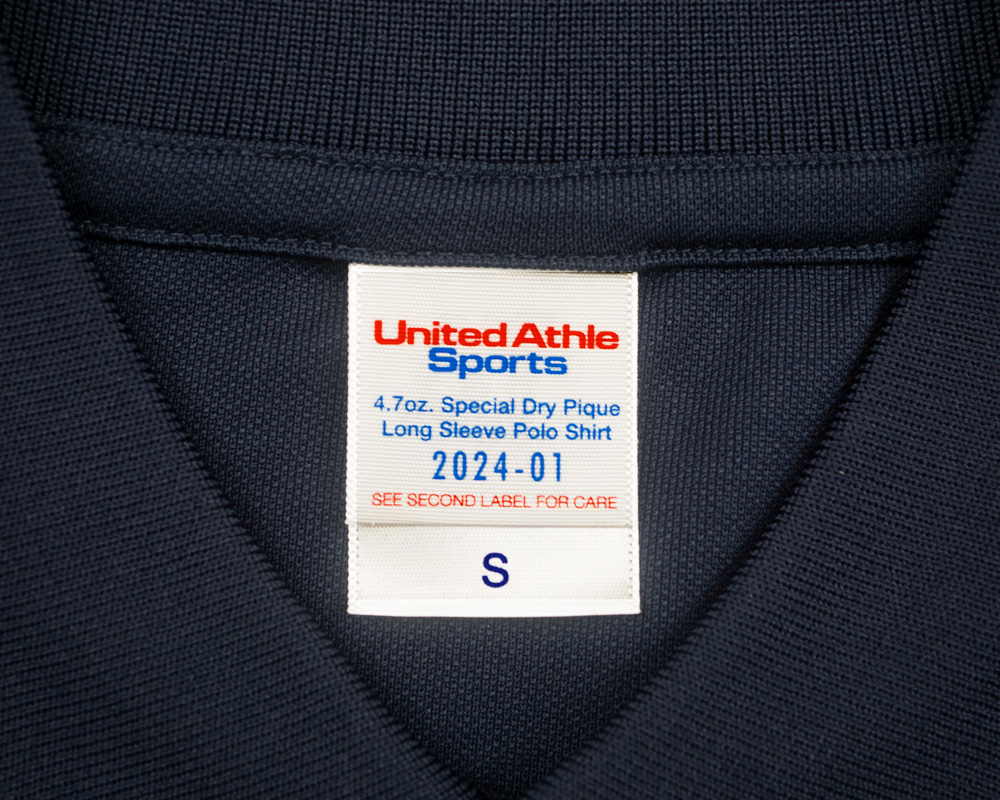 United Athle
Sports
4.7oz. Special Dry Pique
Long Sleeve Polo Shirt
2024-01
SEE SECOND LABEL FOR CARE
S